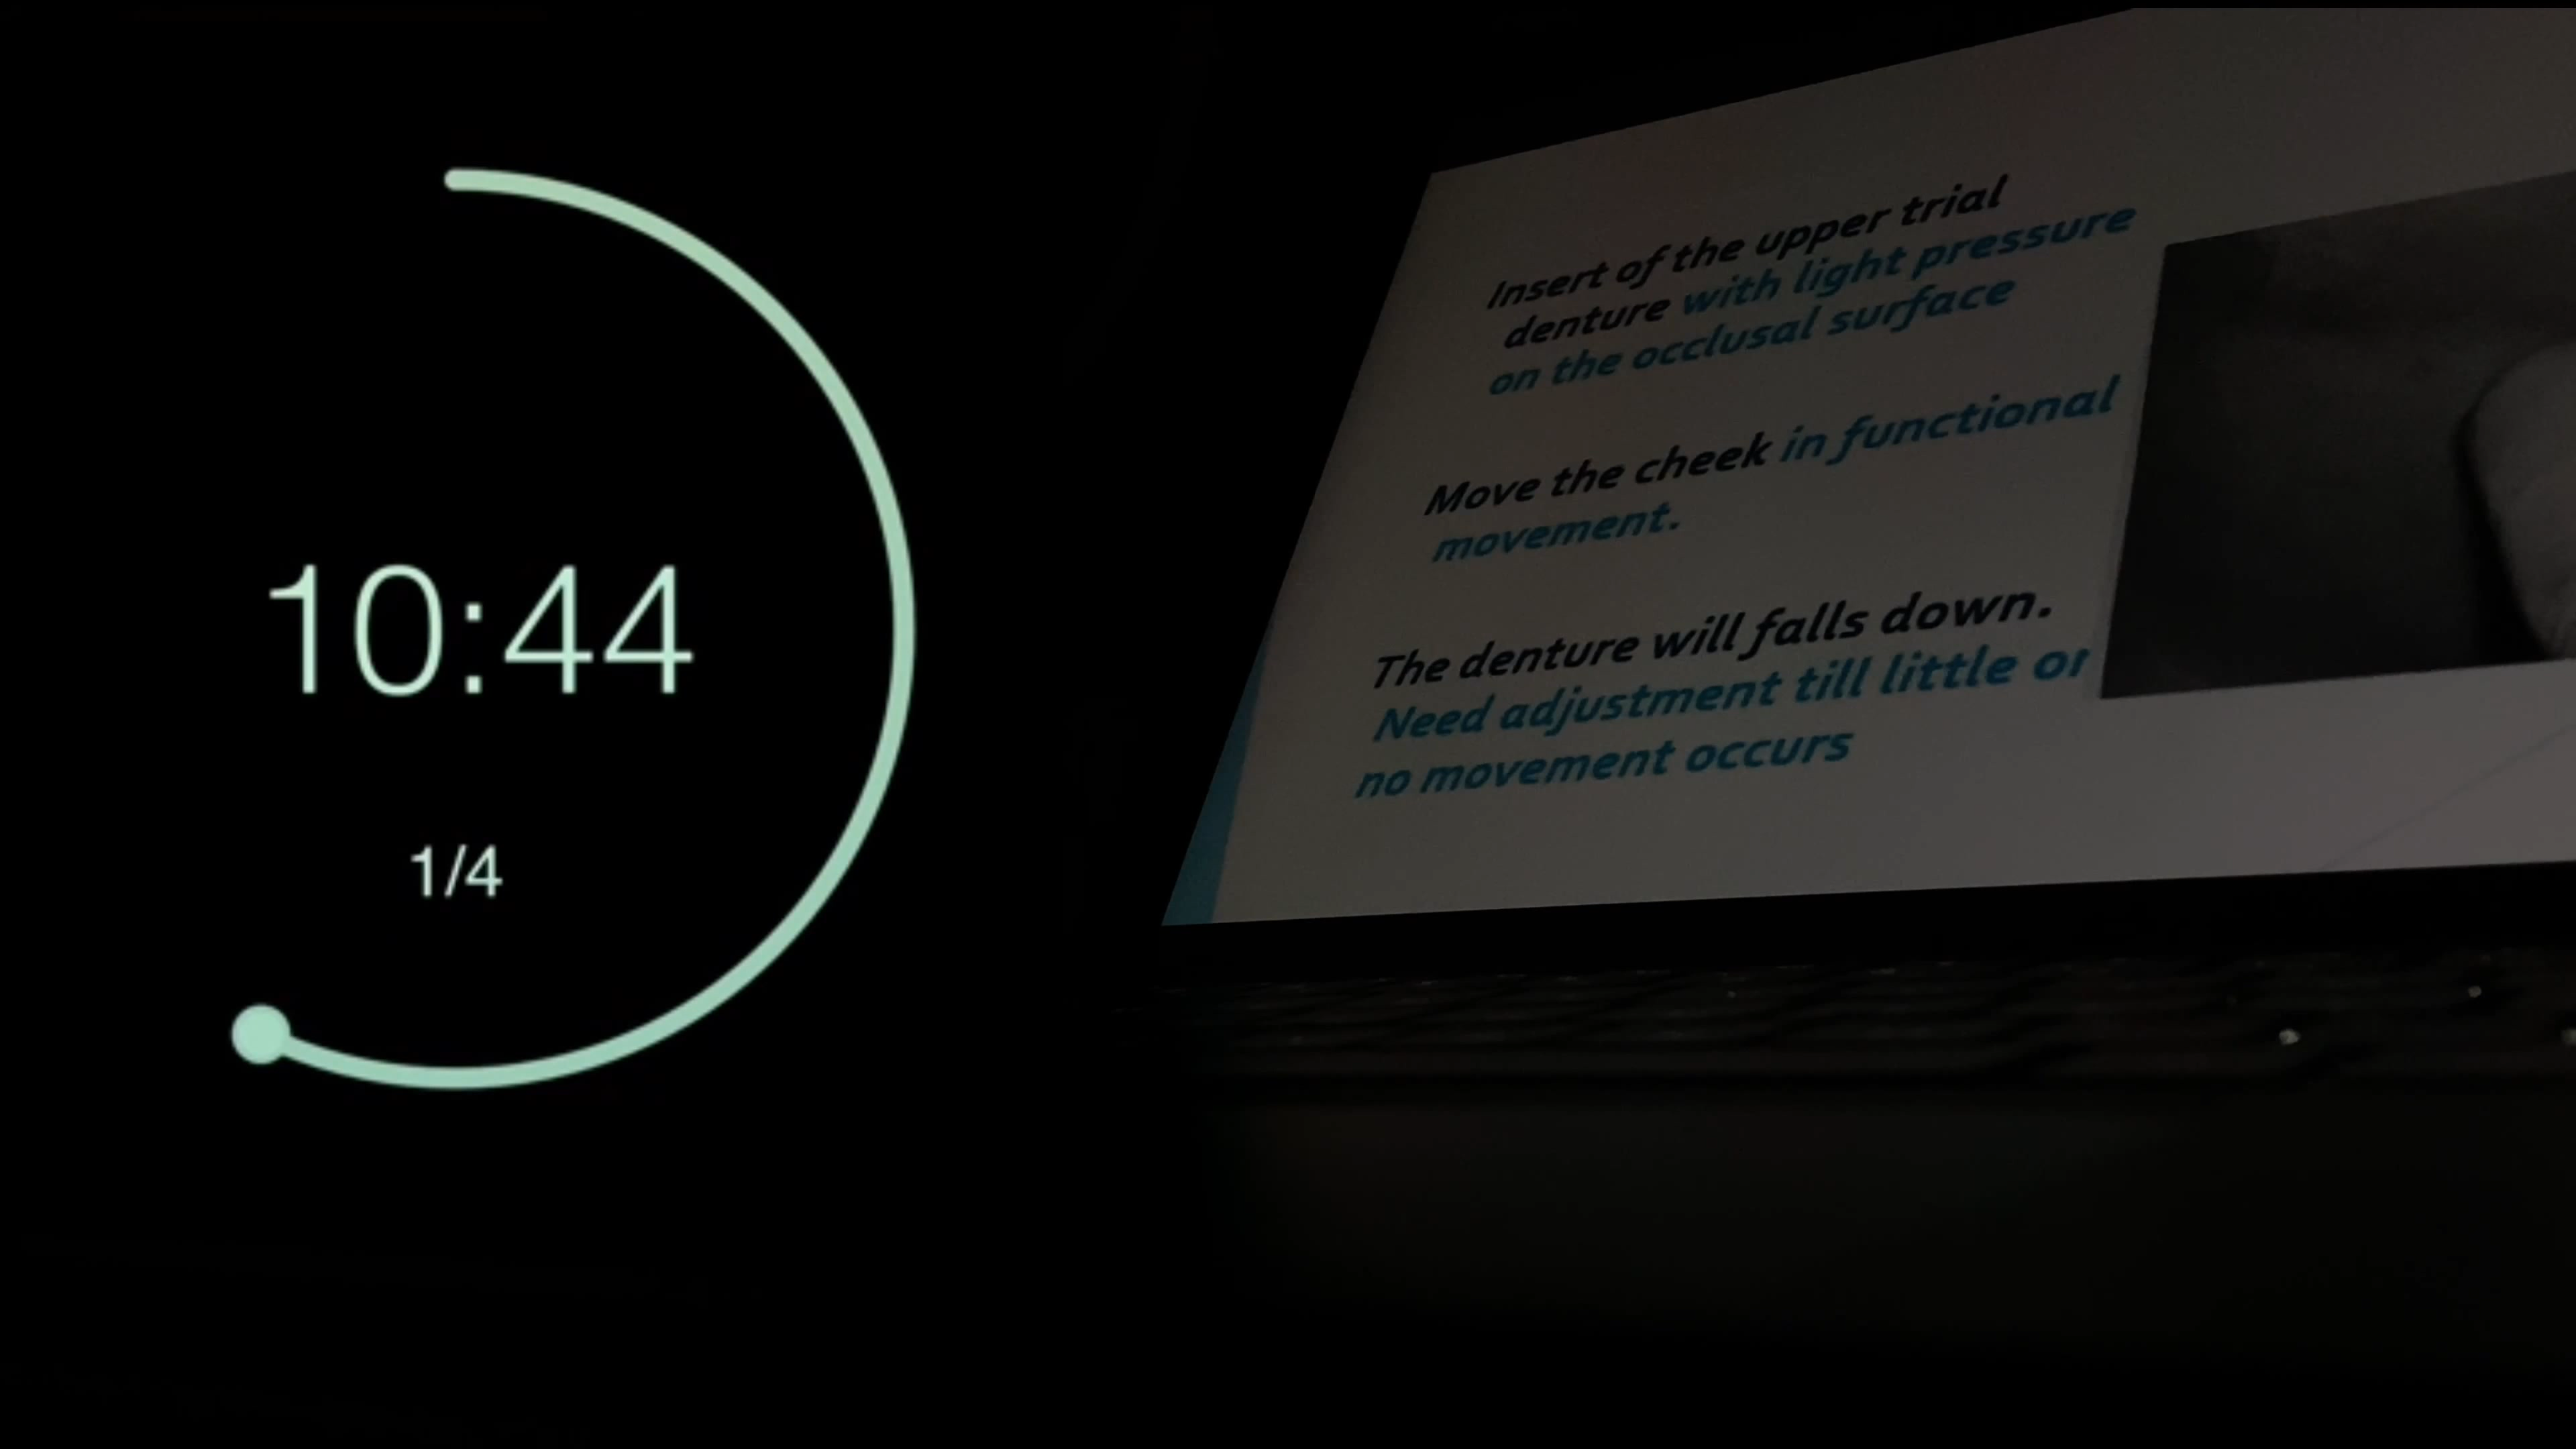 10:44
1/4
Insert of the upper trial
denture with light pressure
on the occlusal surface
Move the cheek in functional
movement.
The denture will falls down.
Need adjustment till little or
no movement occurs